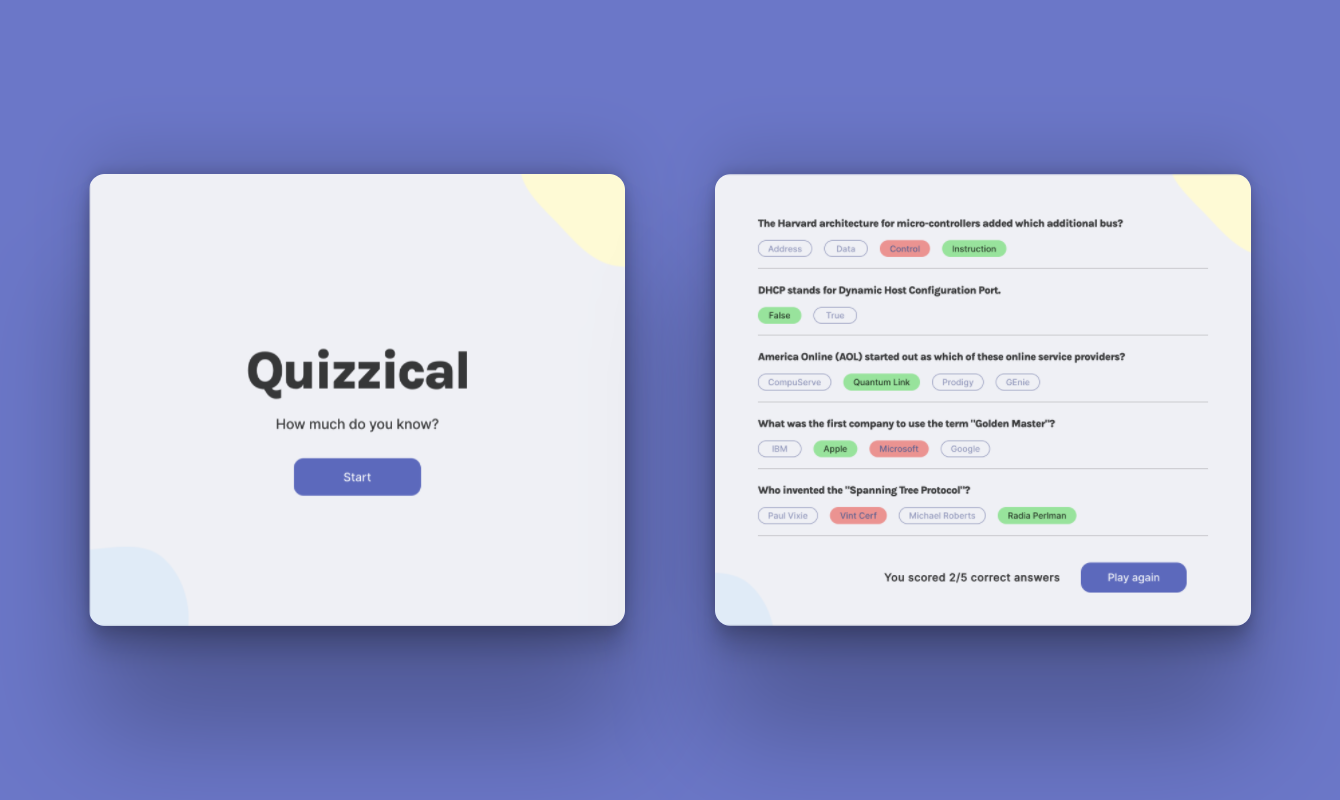 Quizzical
How much do you know?
Start
The Harvard architecture for micro-controllers added which additional bus?
Address Data Control Instruction
DHCP stands for Dynamic Host Configuration Port.
False True
America Online (AOL) started out as which of these online service providers?
CompuServe Quantum Link Prodigy GEnie
What was the first company to use the term "Golden Master"?
IBM Apple Microsoft Google
Who invented the "Spanning Tree Protocol"?
Paul Vixie Vint Cerf Michael Roberts Radia Perlman
You scored 2/5 correct answers Play again